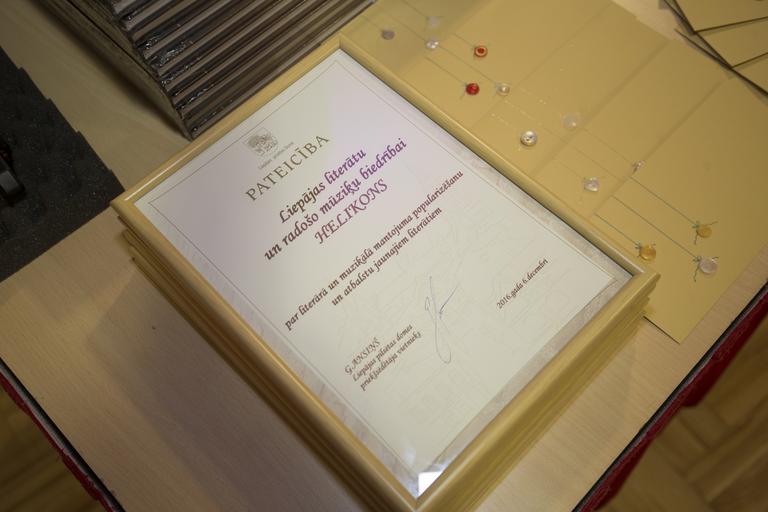 PATEICĪBA
Liepājas literātu
un radošo mūziķu biedrībai
HELIKONS
par literārā un muzikālā mantojuma popularizēšanu
un atbalstu jaunajiem literātiem
2016.gada 6.decembrī
G.ANSIŅŠ
Liepājas pilsētas domes
priekšsēdētāja vietnieks